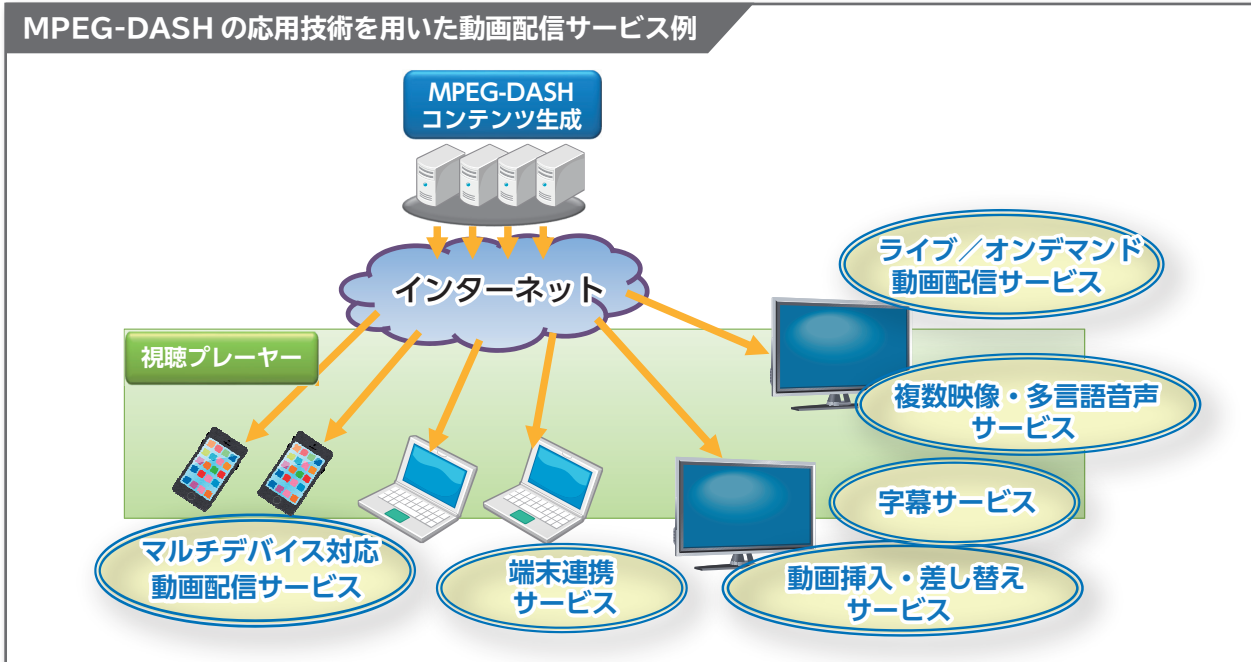 MPEG-DASH の応用技術を用いた動画配信サービス例
MPEG-DASH
コンテンツ生成
インターネット
ライブ／オンデマンド
動画配信サービス
視聴プレーヤー
複数映像・多言語音声
サービス
字幕サービス
マルチデバイス対応
動画配信サービス
端末連携
サービス
動画挿入・差し替え
サービス